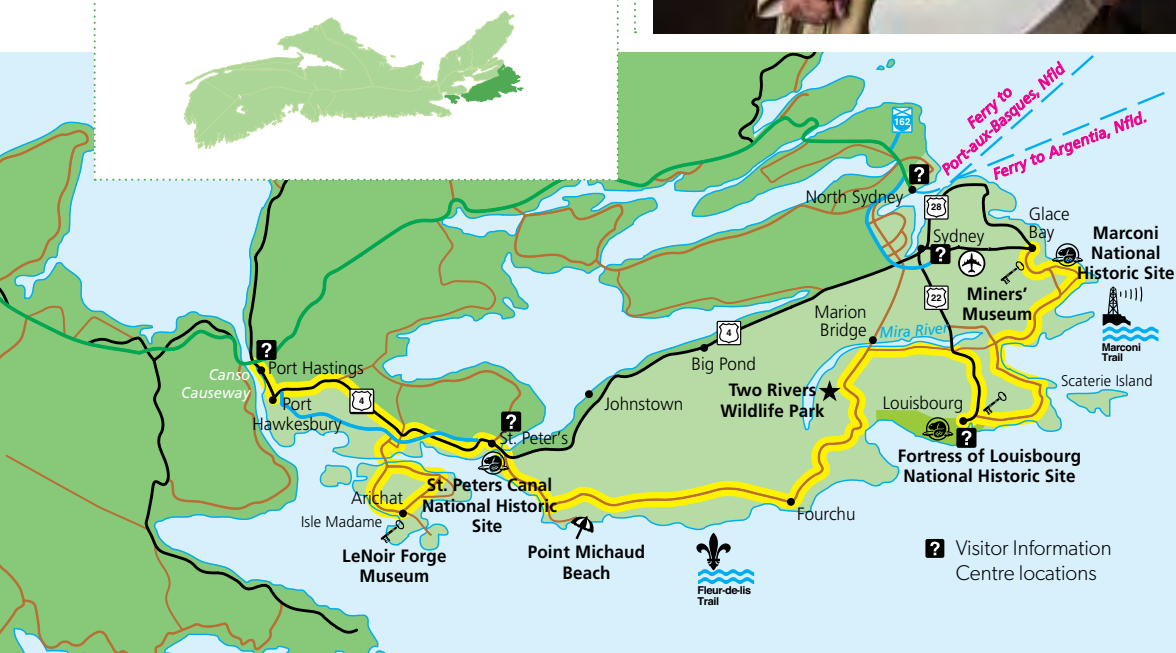 Ferry to
Port-aux-Basques, Nfld
Ferry to Argentia, Nfld.
162
?
North Sydney
28
Glace
Bay
Sydney
?
Marconi
National
Historic Site
22
Miners'
Museum
Marion
Bridge
Mira River
Marconi
Trail
4
Big Pond
?
Port Hastings
Canso
Causeway
Port
Hawkesbury
4
Two Rivers
Wildlife Park
Johnstown
Louisbourg
Scaterie Island
?
St. Peter's
?
Fortress of Louisbourg
National Historic Site
St. Peters Canal
National Historic
Site
Arichat
Isle Madame
LeNoir Forge
Museum
Point Michaud
Beach
Fourchu
Fleur-de-lis
Trail
? Visitor Information
Centre locations